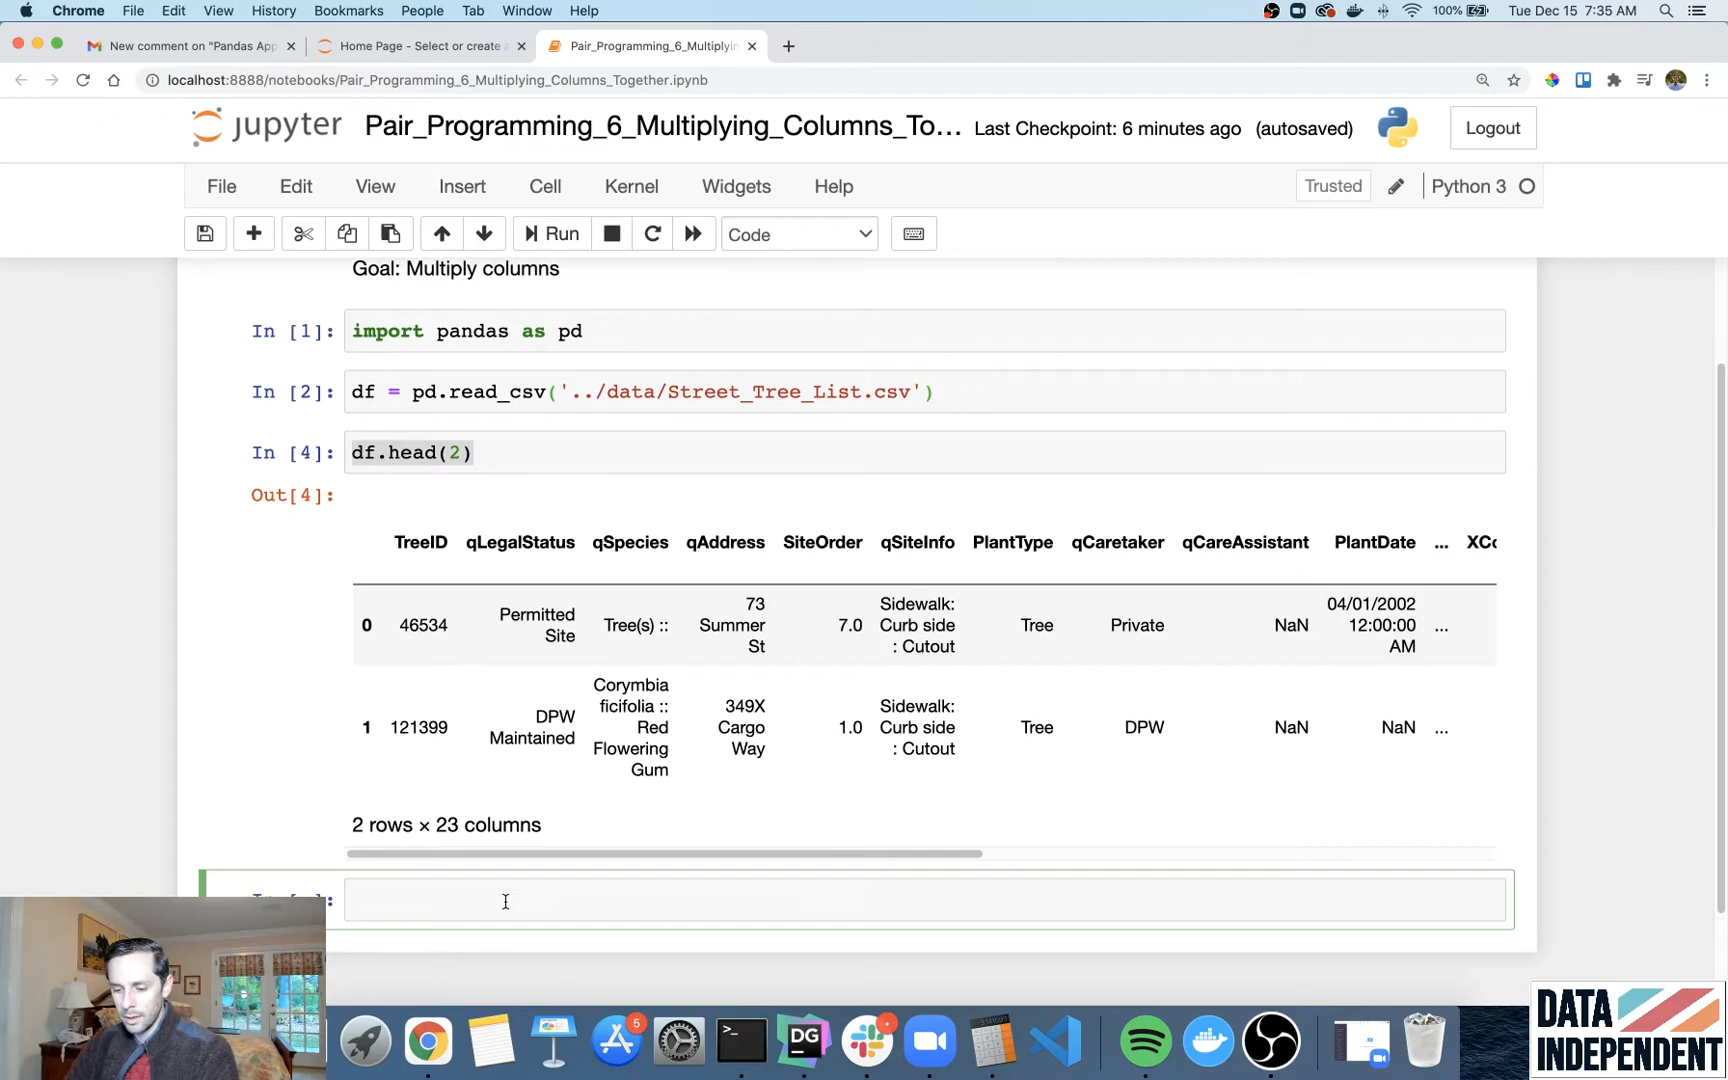 Chrome File Edit View History Bookmarks People Tab Window Help 100% Tue Dec 15 7:35 AM
New comment on "Pandas App Home Page - Select or create a Pair_Programming_6_Multiplyin
localhost:8888/notebooks/Pair_Programming_6_Multiplying_Columns_Together.ipynb
jupyter Pair_Programming_6_Multiplying_Columns_To... Last Checkpoint: 6 minutes ago (autosaved) Logout
File Edit View Insert Cell Kernel Widgets Help Trusted Python 3
Run Code
Goal: Multiply columns
In [1]: import pandas as pd
In [2]: df = pd.read_csv('../data/Street_Tree_List.csv')
In [4]: df.head(2)
Out[4]:
TreeID qLegalStatus qSpecies qAddress SiteOrder qSiteInfo PlantType qCaretaker qCareAssistant PlantDate ... XCo
0 46534 Permitted Site Tree(s) :: 73 Summer St 7.0 Sidewalk: Curb side : Cutout Tree Private NaN 04/01/2002 12:00:00 AM ...
1 121399 DPW Maintained Corymbia ficifolia :: Red Flowering Gum 349X Cargo Way 1.0 Sidewalk: Curb side : Cutout Tree DPW NaN NaN ...
2 rows × 23 columns
5
DG
DATA
INDEPENDENT